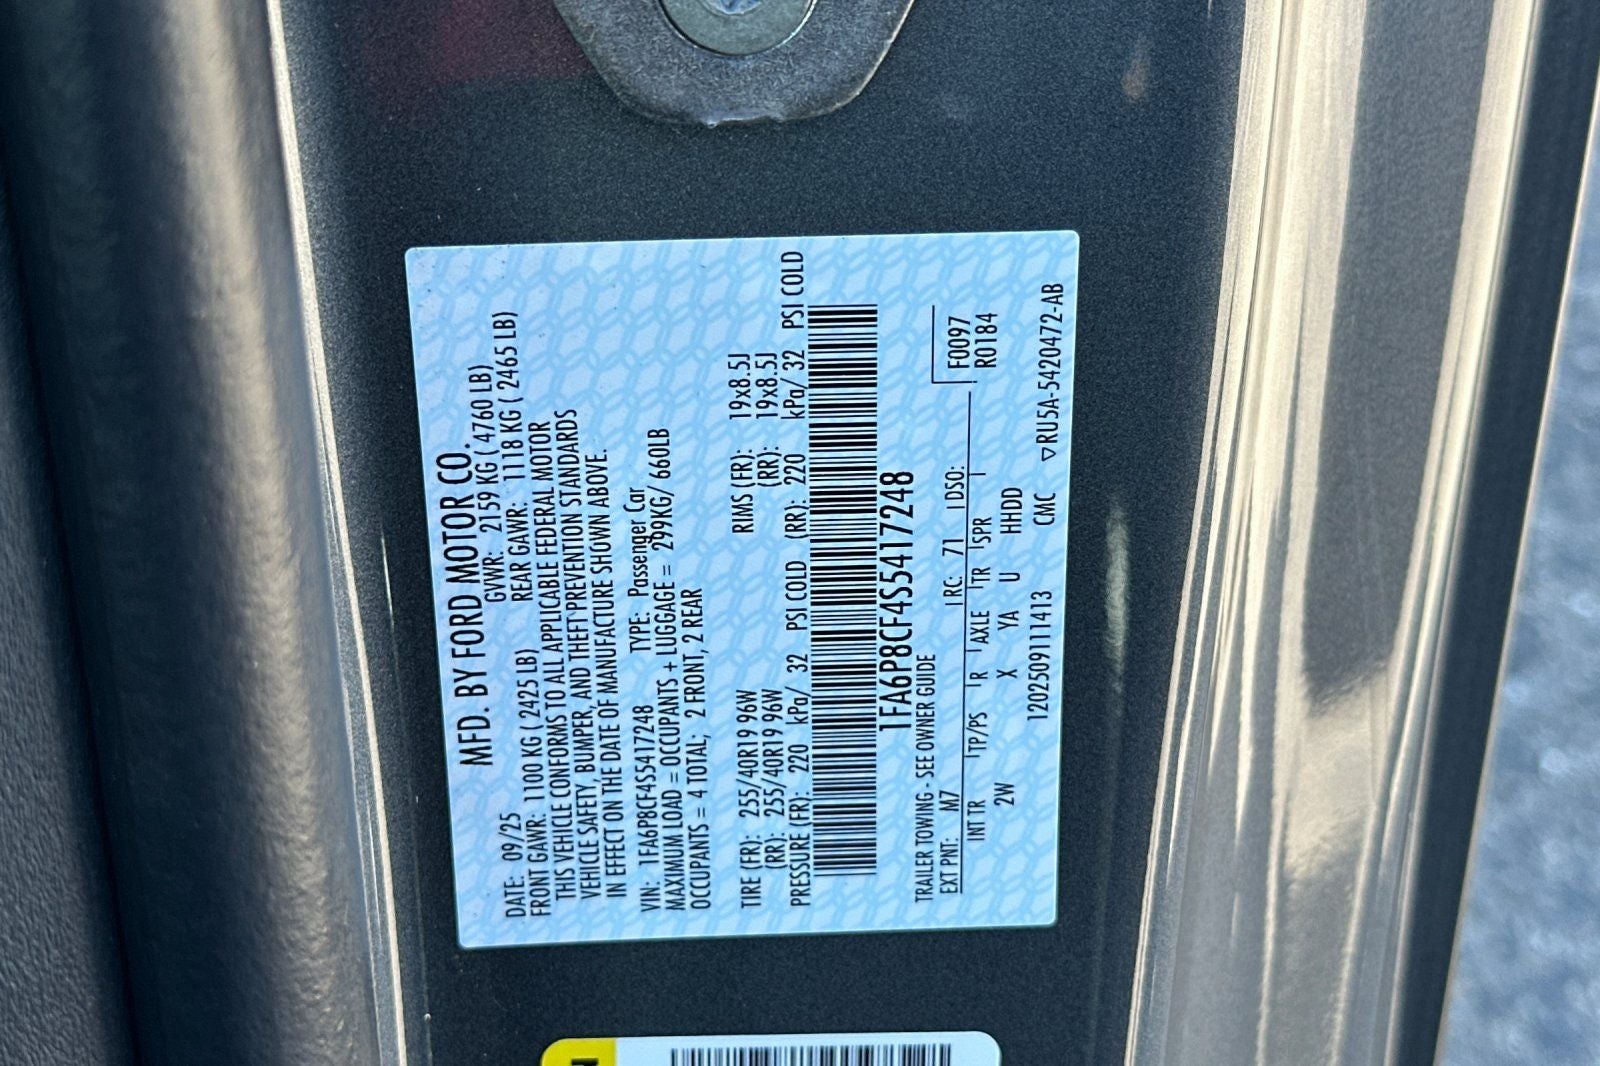 MFD. BY FORD MOTOR CO.
DATE: 09/25 GVWR: 2159 KG ( 4760 LB)
FRONT GAWR: 1100 KG ( 2425 LB) REAR GAWR: 1118 KG ( 2465 LB)
THIS VEHICLE CONFORMS TO ALL APPLICABLE FEDERAL MOTOR
VEHICLE SAFETY, BUMPER, AND THEFT PREVENTION STANDARDS
IN EFFECT ON THE DATE OF MANUFACTURE SHOWN ABOVE.
VIN: 1FA6P8CF4S5417248 TYPE: Passenger Car
MAXIMUM LOAD = OCCUPANTS + LUGGAGE = 299KG/ 660LB
OCCUPANTS = 4 TOTAL; 2 FRONT, 2 REAR
TIRE (FR): 255/40R19 96W RIMS (FR): 19x8.5J
(RR): 255/40R19 96W (RR): 19x8.5J
PRESSURE (FR): 220 kPa/ 32 PSI COLD (RR): 220 kPa/ 32 PSI COLD
1FA6P8CF4S5417248
TRAILER TOWING - SEE OWNER GUIDE F0097
EXT PNT: M7 RC: 71 DSO: R0184
INT TR TP/PS R AXLE TR SPR
2W X YA U HHDD
12025091 11413 CMC ▽RU5A-5420472-AB